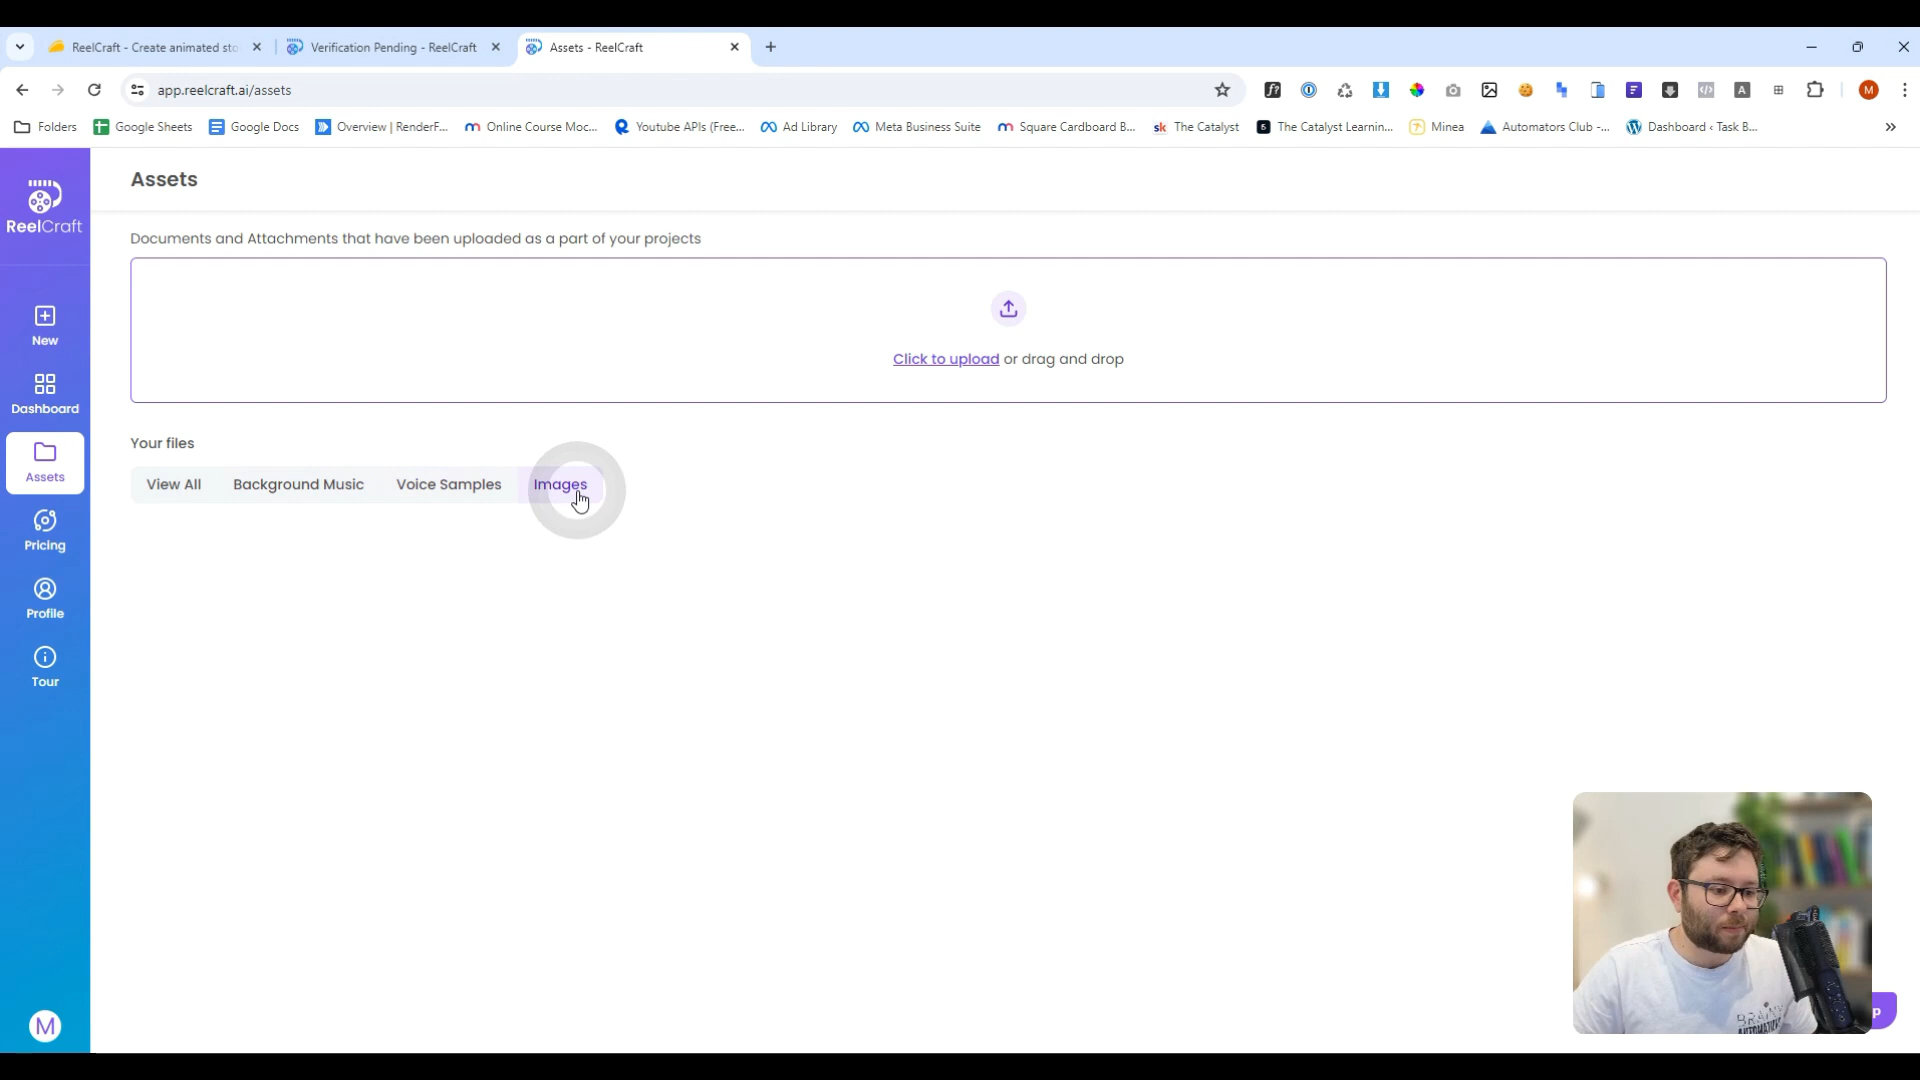 ReelCraft - Create animated sto
Verification Pending - ReelCraft
Assets - ReelCraft
app.reelcraft.ai/assets
M
Folders
Google Sheets
Google Docs
Overview | RenderF...
Online Course Moc...
Youtube APIs (Free...
Ad Library
Meta Business Suite
Square Cardboard B...
The Catalyst
The Catalyst Learnin...
Minea
Automators Club -...
Dashboard ‹ Task B...
ReelCraft
New
Dashboard
Assets
Pricing
Profile
Tour
M
Assets
Documents and Attachments that have been uploaded as a part of your projects
Click to upload or drag and drop
Your files
View All
Background Music
Voice Samples
Images
p